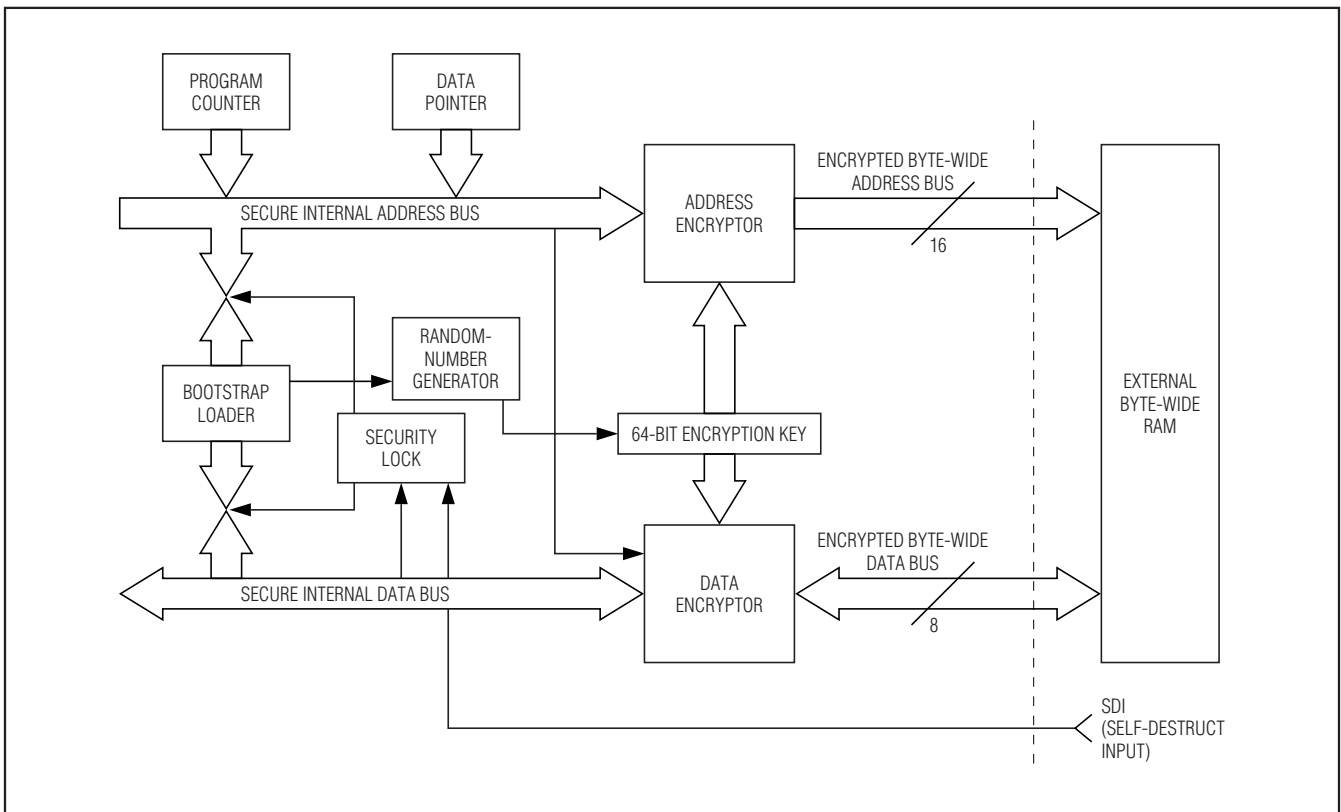 PROGRAM
COUNTER
DATA
POINTER
SECURE INTERNAL ADDRESS BUS
ADDRESS
ENCRYPTOR
ENCRYPTED BYTE-WIDE
ADDRESS BUS
16
BOOTSTRAP
LOADER
RANDOM-
NUMBER
GENERATOR
SECURITY
LOCK
64-BIT ENCRYPTION KEY
EXTERNAL
BYTE-WIDE
RAM
SECURE INTERNAL DATA BUS
DATA
ENCRYPTOR
ENCRYPTED BYTE-WIDE
DATA BUS
8
SDI
(SELF-DESTRUCT
INPUT)